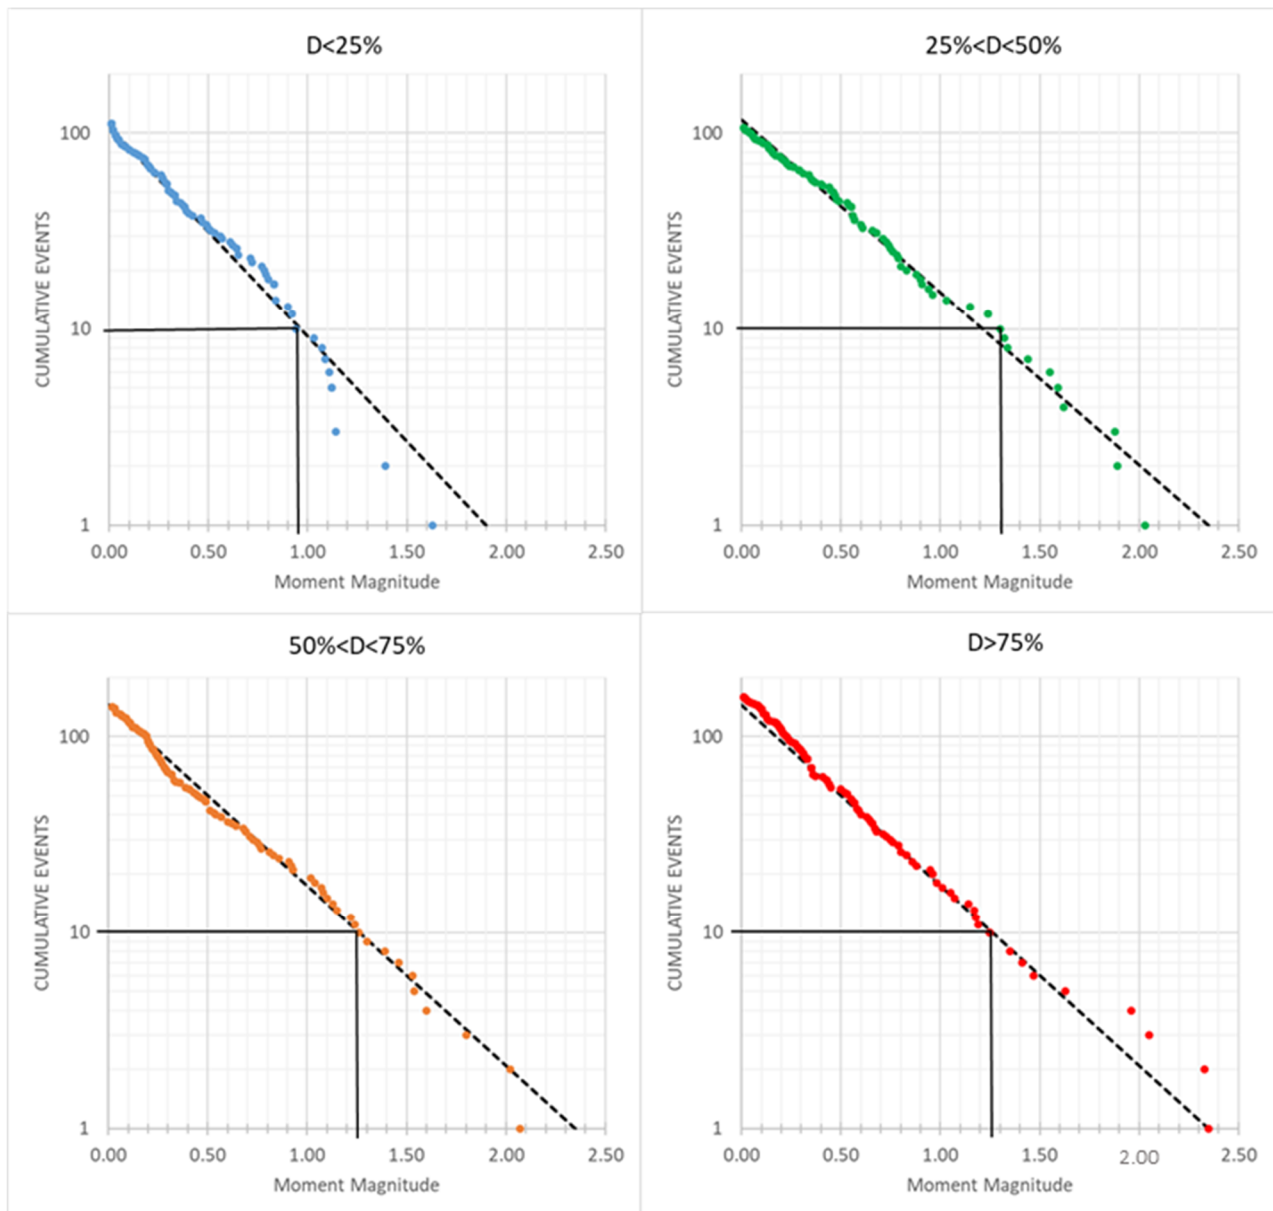 D<25%
CUMULATIVE EVENTS
100
10
1
0.00 0.50 1.00 1.50 2.00 2.50
Moment Magnitude
25%<D<50%
CUMULATIVE EVENTS
100
10
1
0.00 0.50 1.00 1.50 2.00 2.50
Moment Magnitude
50%<D<75%
CUMULATIVE EVENTS
100
10
1
0.00 0.50 1.00 1.50 2.00 2.50
Moment Magnitude
D>75%
CUMULATIVE EVENTS
100
10
1
0.00 0.50 1.00 1.50 2.00 2.50
Moment Magnitude